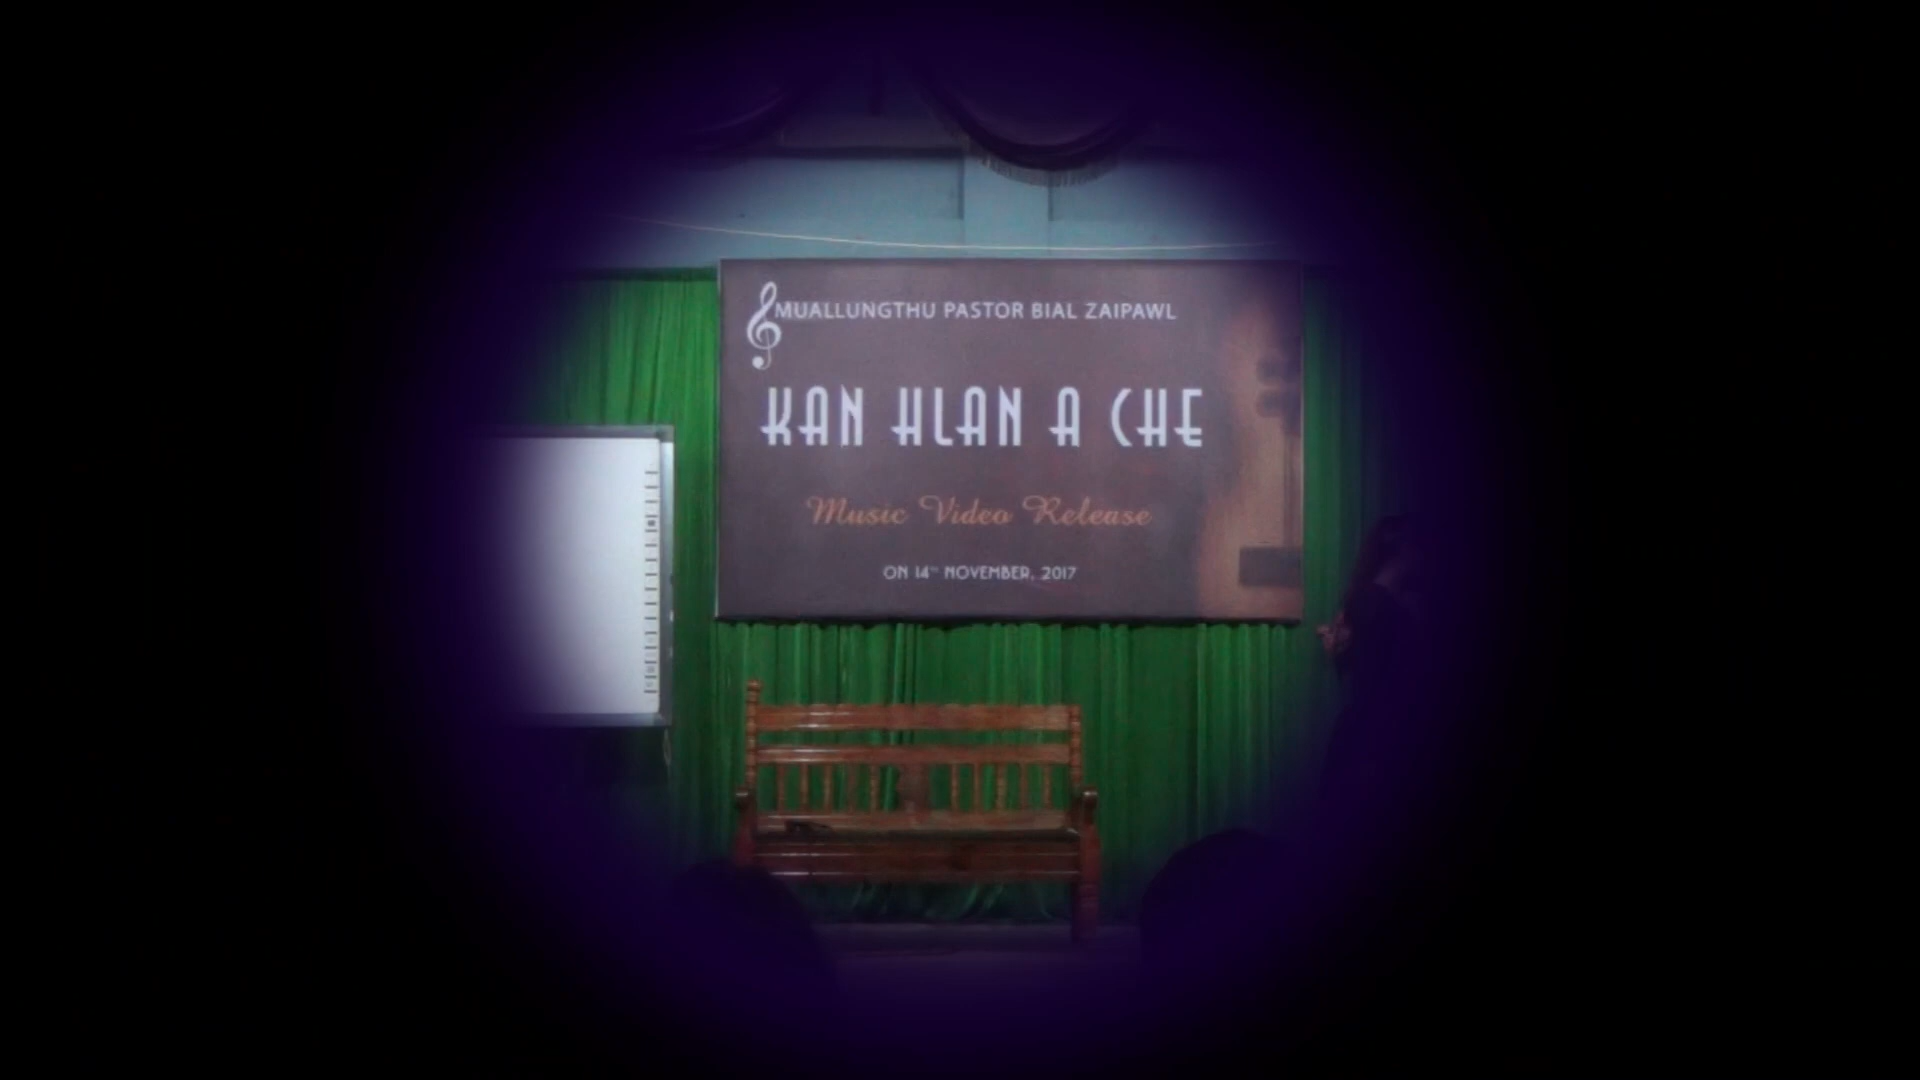 MUALLUNGTHU PASTOR BIAL ZAIPAWL
KAN HLAN A CHE
Music Video Release
ON 14TH NOVEMBER, 2017